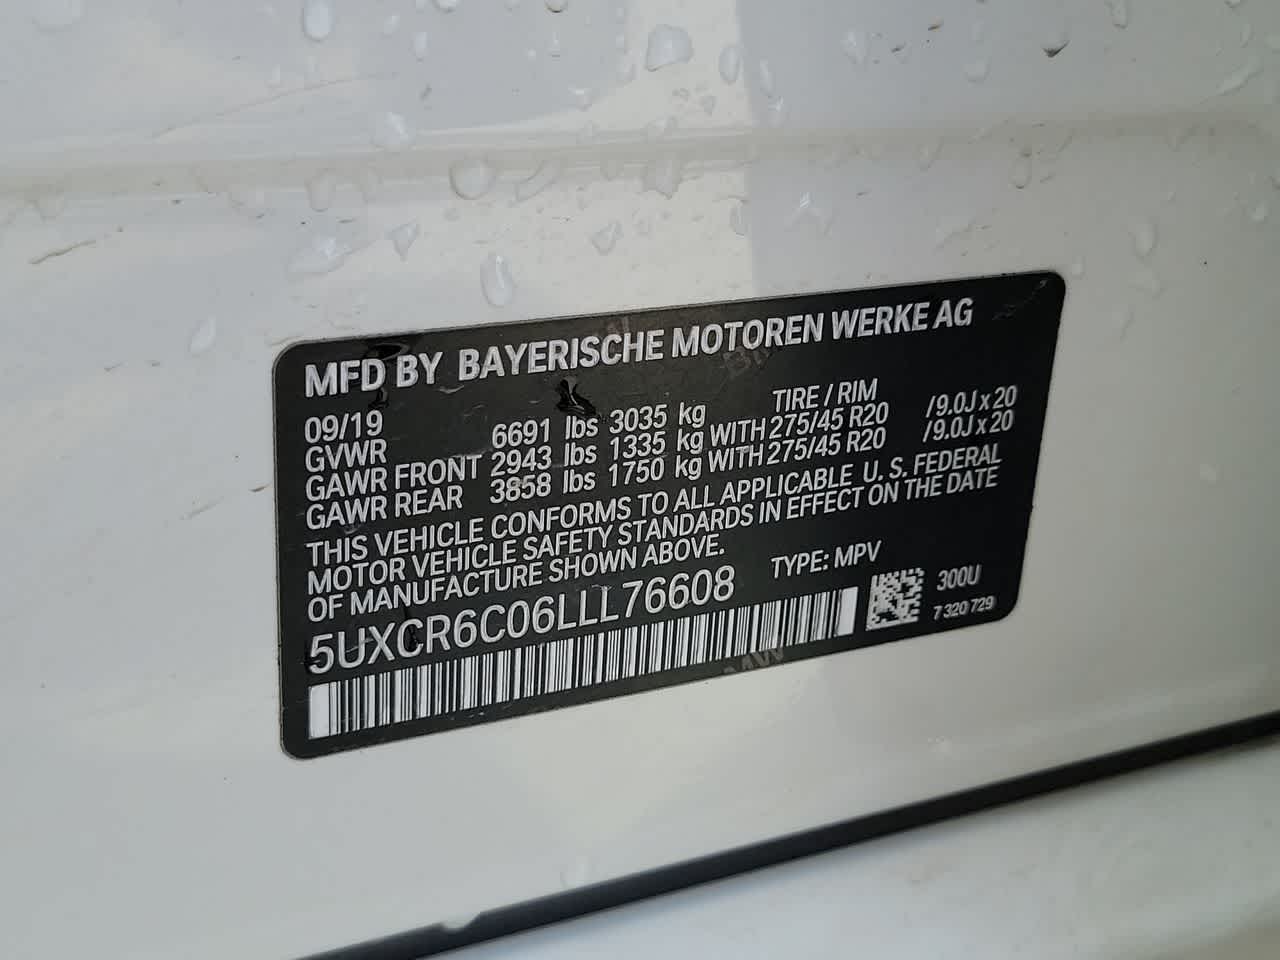 MFD BY BAYERISCHE MOTOREN WERKE AG
09/19 TIRE / RIM
GVWR 6691 lbs 3035 kg
GAWR FRONT 2943 lbs 1335 kg WITH 275/45 R20 /9.0J x 20
GAWR REAR 3858 lbs 1750 kg WITH 275/45 R20 /9.0J x 20
THIS VEHICLE CONFORMS TO ALL APPLICABLE U. S. FEDERAL
MOTOR VEHICLE SAFETY STANDARDS IN EFFECT ON THE DATE
OF MANUFACTURE SHOWN ABOVE.
5UXCR6C06LLL76608 TYPE: MPV
300U
7 320 729